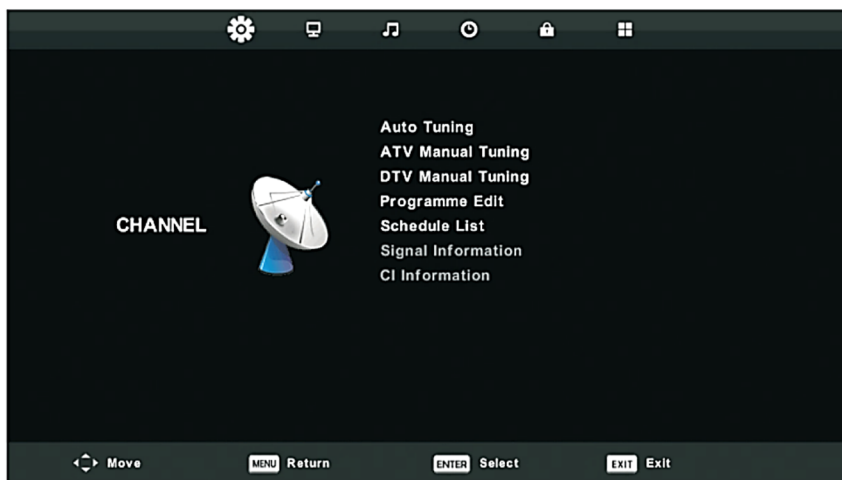 CHANNEL
Auto Tuning
ATV Manual Tuning
DTV Manual Tuning
Programme Edit
Schedule List
Signal Information
CI Information
Move MENU Return ENTER Select EXIT Exit